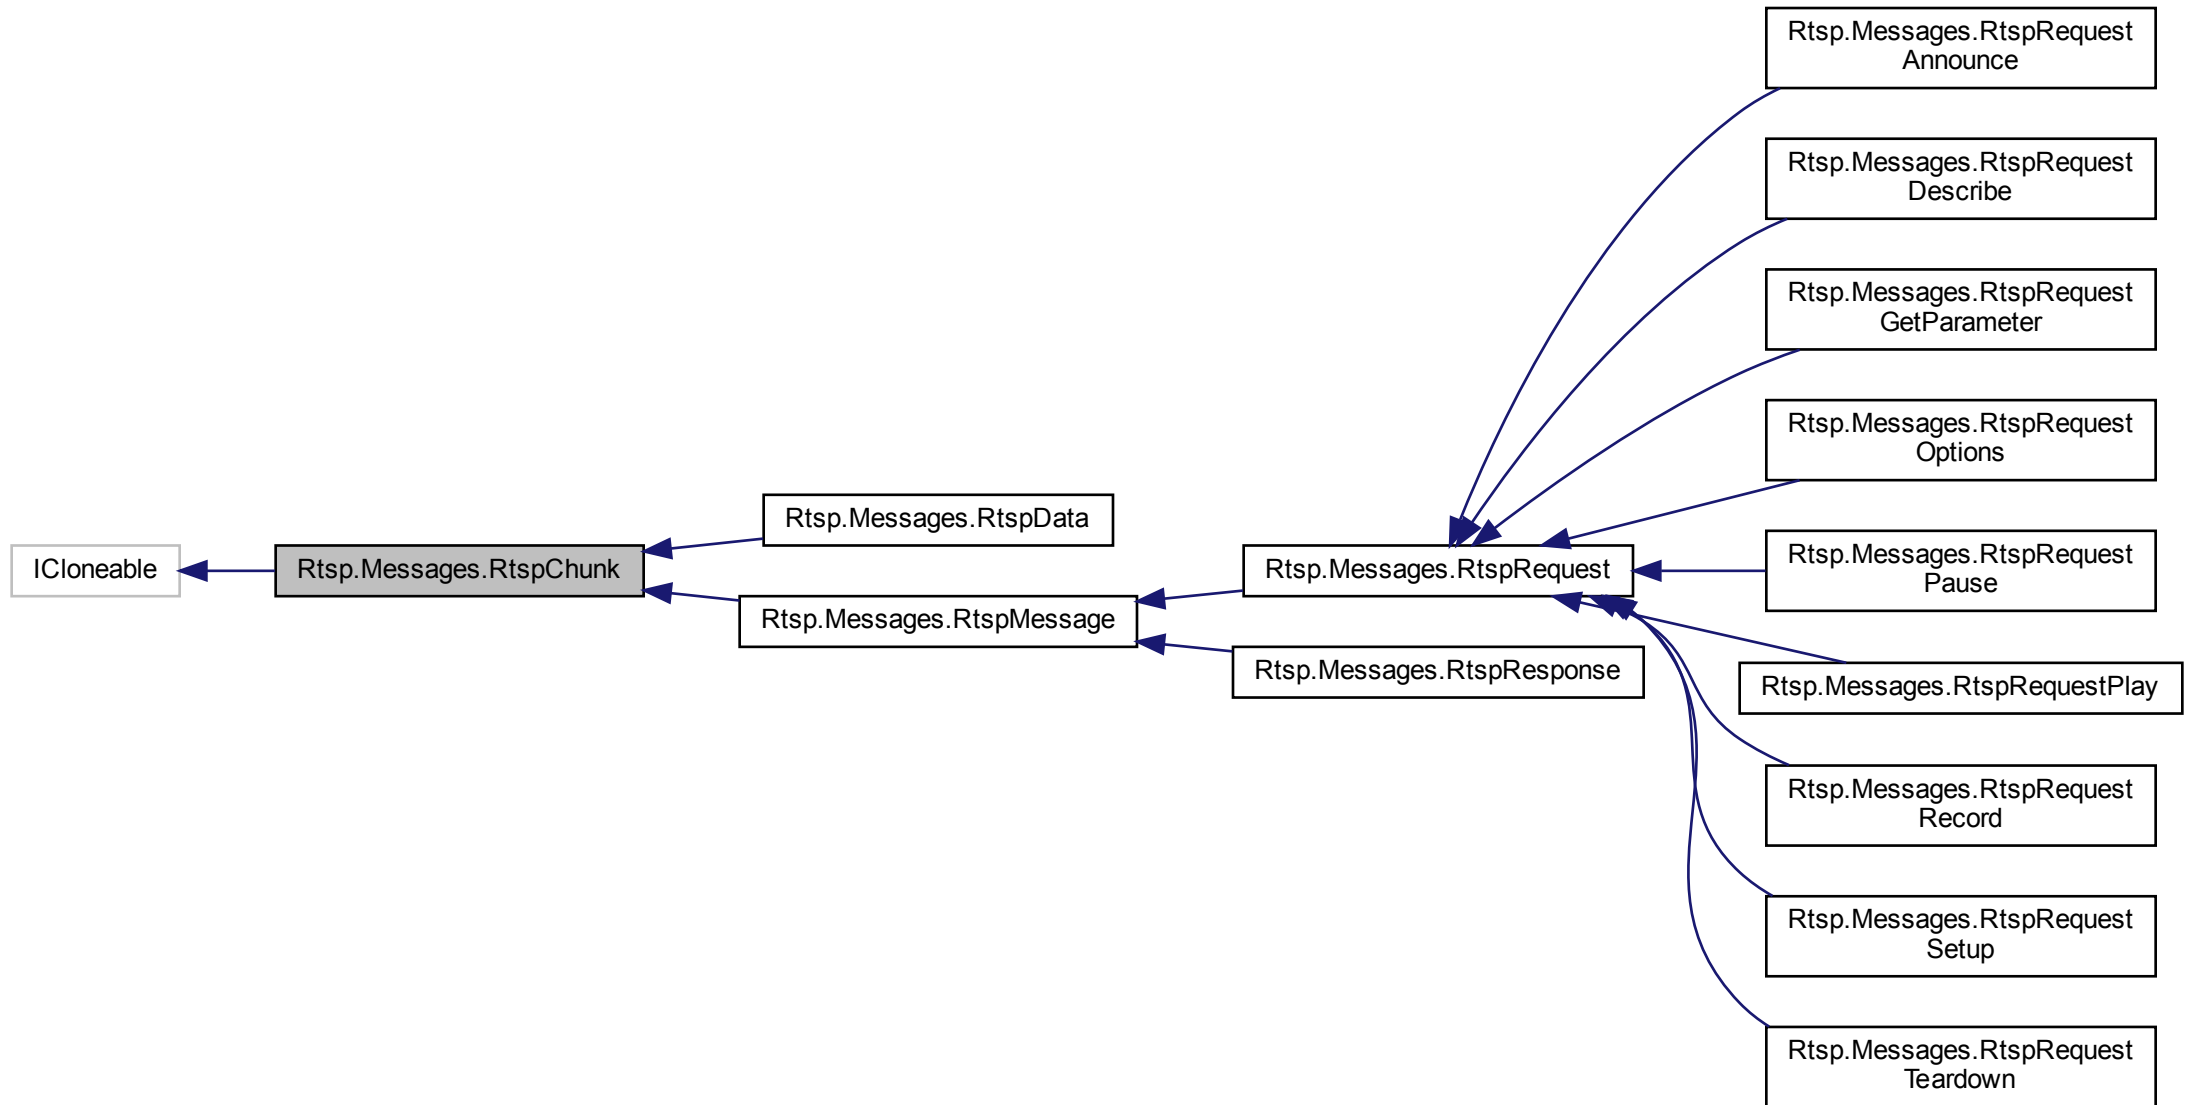 Rtsp.Messages.RtspRequest
Announce
Rtsp.Messages.RtspRequest
Describe
Rtsp.Messages.RtspRequest
GetParameter
Rtsp.Messages.RtspRequest
Options
Rtsp.Messages.RtspData
ICloneable
Rtsp.Messages.RtspChunk
Rtsp.Messages.RtspRequest
Rtsp.Messages.RtspRequest
Pause
Rtsp.Messages.RtspMessage
Rtsp.Messages.RtspResponse
Rtsp.Messages.RtspRequestPlay
Rtsp.Messages.RtspRequest
Record
Rtsp.Messages.RtspRequest
Setup
Rtsp.Messages.RtspRequest
Teardown